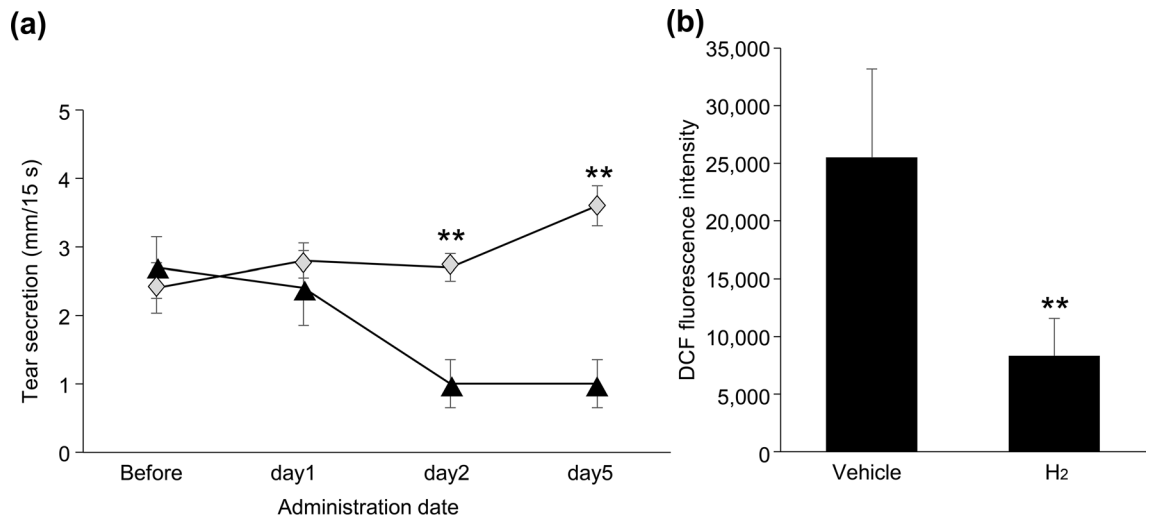 (a)
Tear secretion (mm/15 s)
5
4
3
2
1
0
**
**
Before day1 day2 day5
Administration date
(b)
DCF fluorescence intensity
35,000
30,000
25,000
20,000
15,000
10,000
5,000
0
**
Vehicle H₂